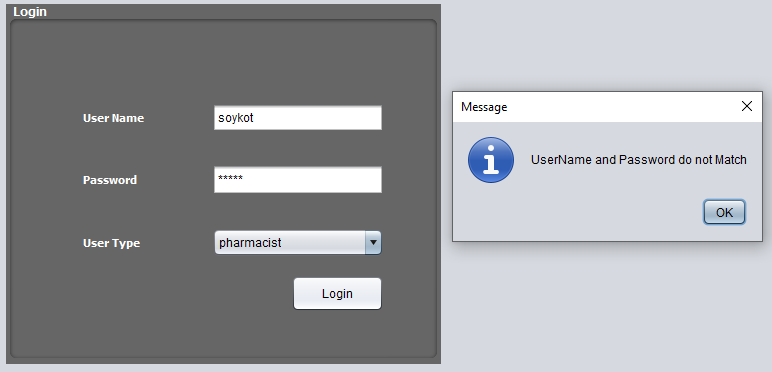 Login
User Name
soykot
Password
*****
User Type
pharmacist
Login
Message
UserName and Password do not Match
OK